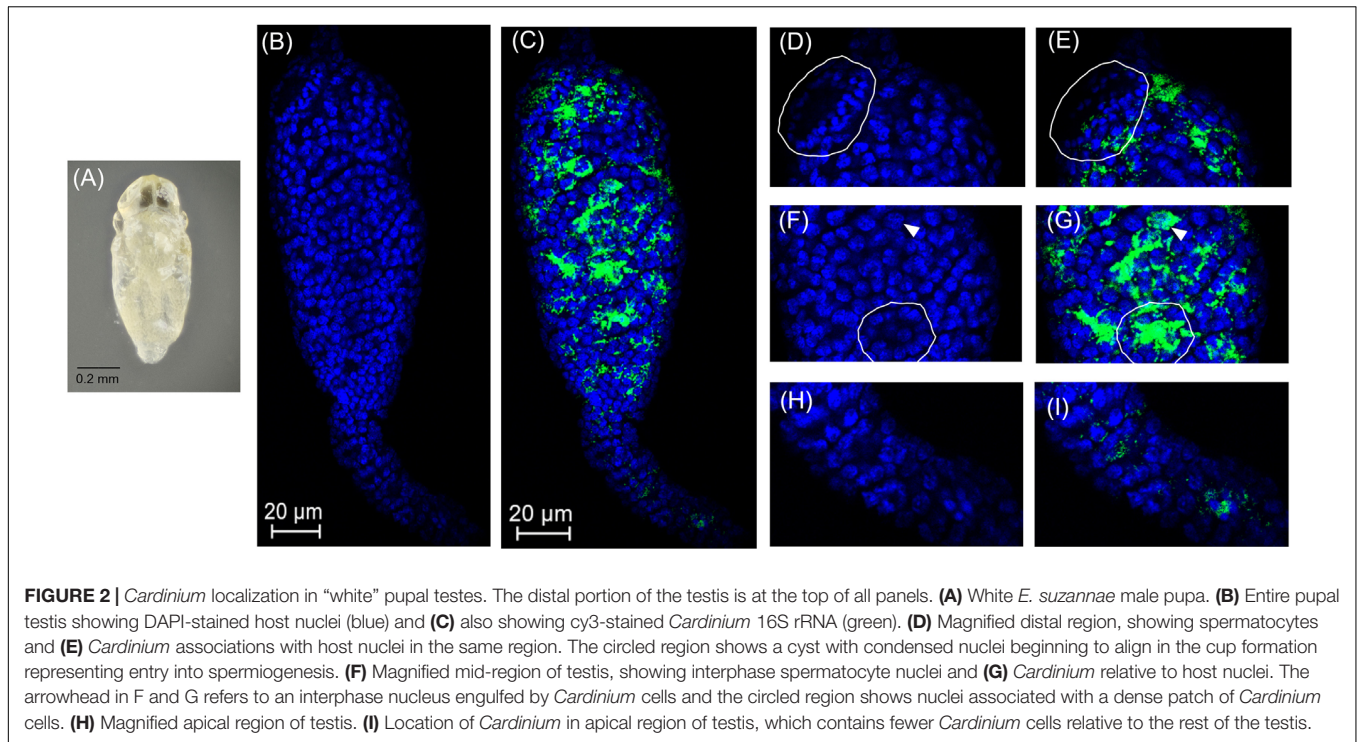 (A)
0.2 mm
(B)
20 µm
(C)
20 µm
(D)
(E)
(F)
(G)
(H)
(I)
FIGURE 2 | Cardinium localization in “white” pupal testes. The distal portion of the testis is at the top of all panels. (A) White E. suzannae male pupa. (B) Entire pupal
testis showing DAPI-stained host nuclei (blue) and (C) also showing cy3-stained Cardinium 16S rRNA (green). (D) Magnified distal region, showing spermatocytes
and (E) Cardinium associations with host nuclei in the same region. The circled region shows a cyst with condensed nuclei beginning to align in the cup formation
representing entry into spermiogenesis. (F) Magnified mid-region of testis, showing interphase spermatocyte nuclei and (G) Cardinium relative to host nuclei. The
arrowhead in F and G refers to an interphase nucleus engulfed by Cardinium cells and the circled region shows nuclei associated with a dense patch of Cardinium
cells. (H) Magnified apical region of testis. (I) Location of Cardinium in apical region of testis, which contains fewer Cardinium cells relative to the rest of the testis.